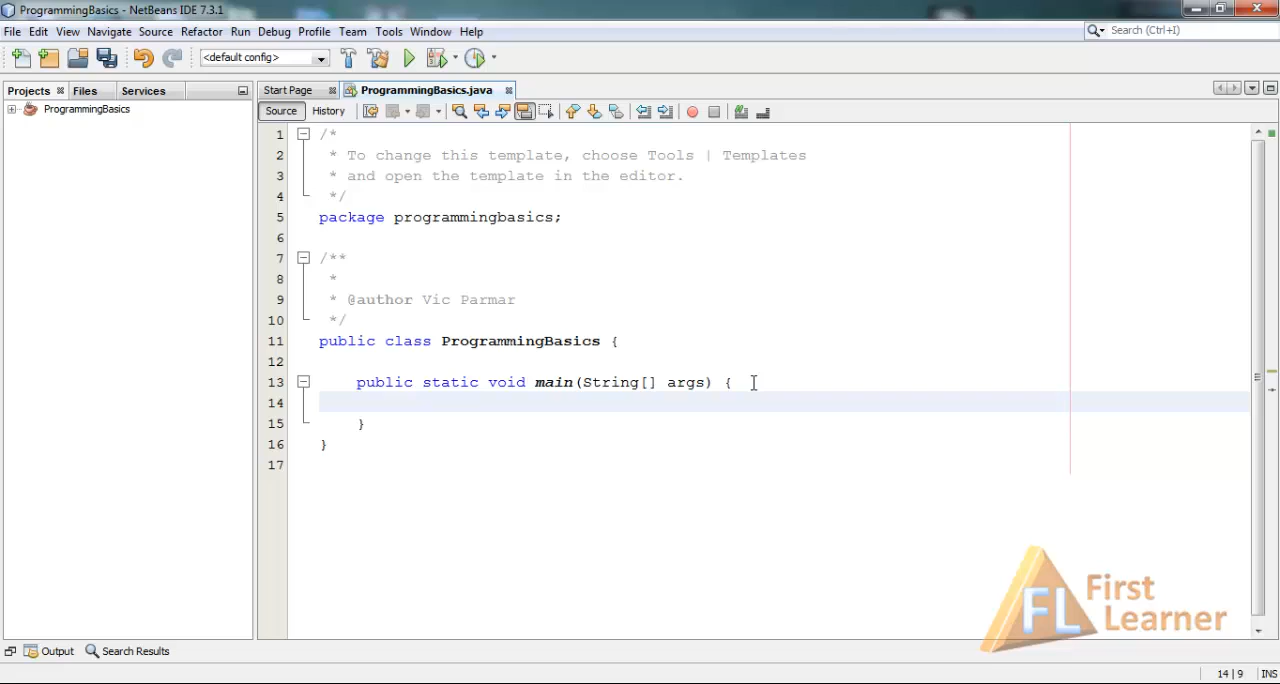 ProgrammingBasics - NetBeans IDE 7.3.1
File Edit View Navigate Source Refactor Run Debug Profile Team Tools Window Help
Search (Ctrl+I)
<default config>
Projects Files Services
Start Page ProgrammingBasics.java
ProgrammingBasics
Source History
1 /*
2 * To change this template, choose Tools | Templates
3 * and open the template in the editor.
4 */
5 package programmingbasics;
6
7 /**
8 *
9 * @author Vic Parmar
10 */
11 public class ProgrammingBasics {
12
13 public static void main(String[] args) {
14
15 }
16 }
17
FL First
Learner
Output Search Results
14 | 9 INS